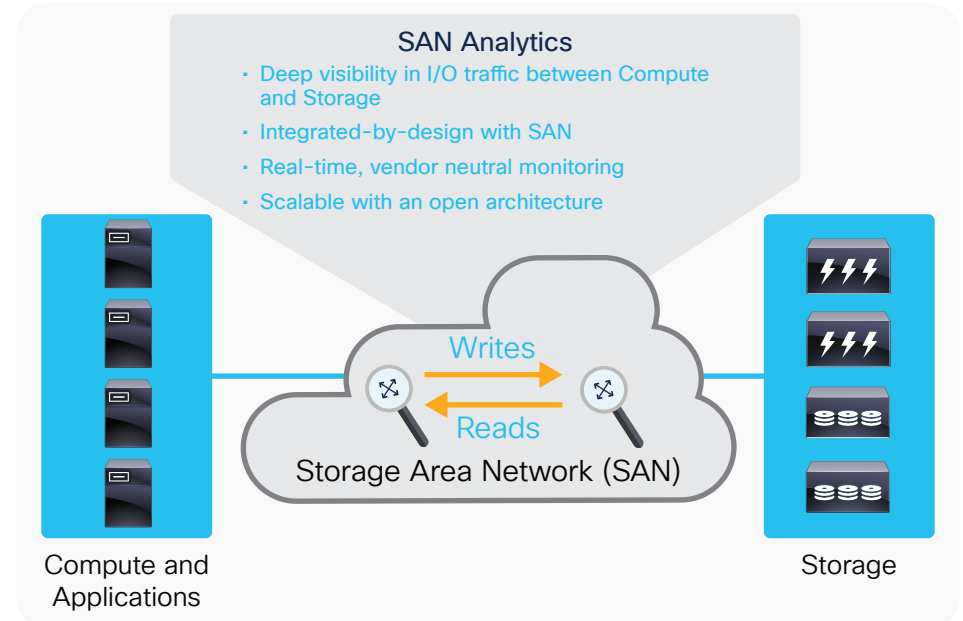 SAN Analytics
· Deep visibility in I/O traffic between Compute
and Storage
· Integrated-by-design with SAN
· Real-time, vendor neutral monitoring
· Scalable with an open architecture
Writes
Reads
Storage Area Network (SAN)
Compute and
Applications
Storage